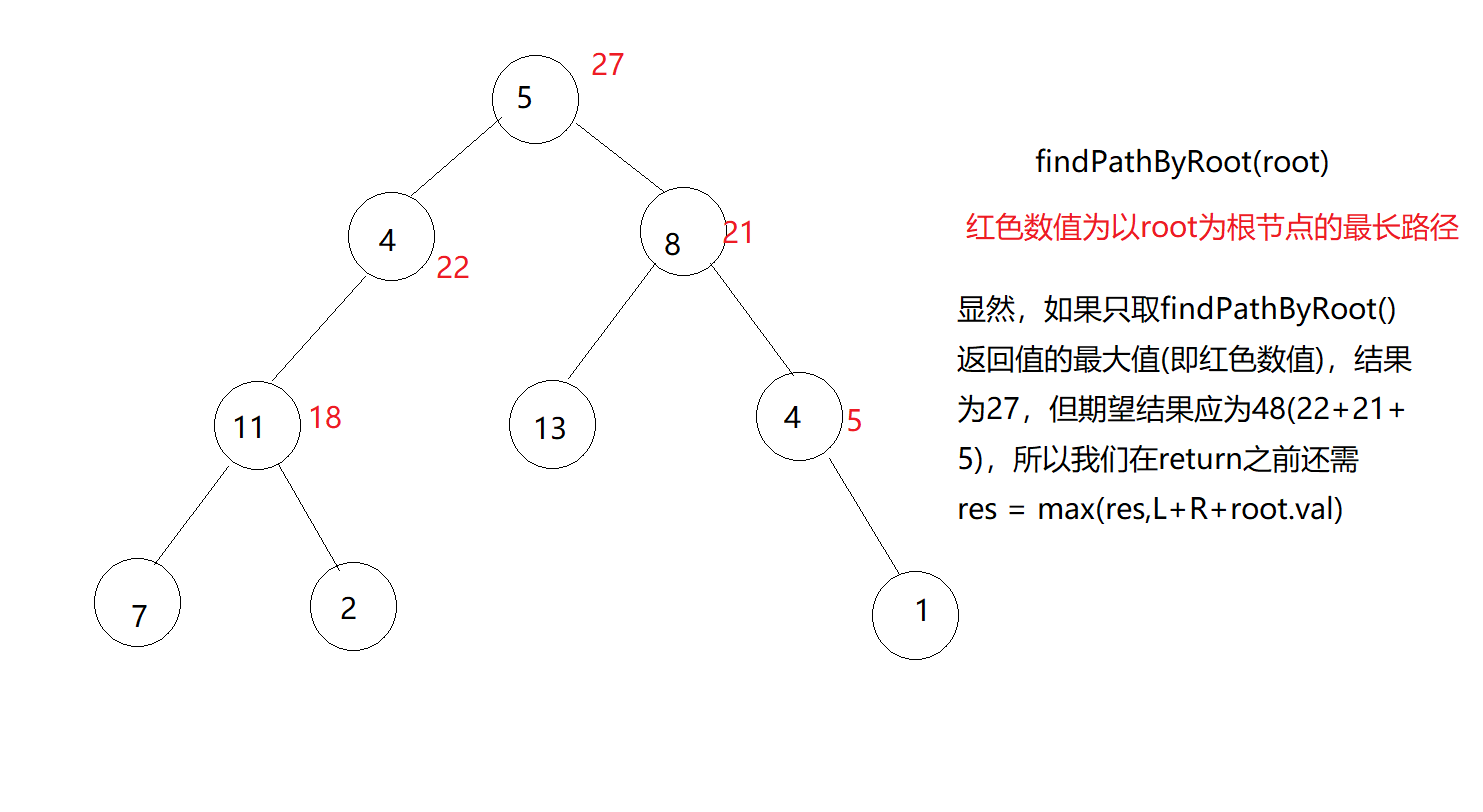 27
5
4
22
8
21
11
18
13
4
5
7
2
1
findPathByRoot(root)
红色数值为以root为根节点的最长路径
显然，如果只取findPathByRoot()
返回值的最大值(即红色数值)，结果
为27，但期望结果应为48(22+21+
5)，所以我们在return之前还需
res = max(res,L+R+root.val)